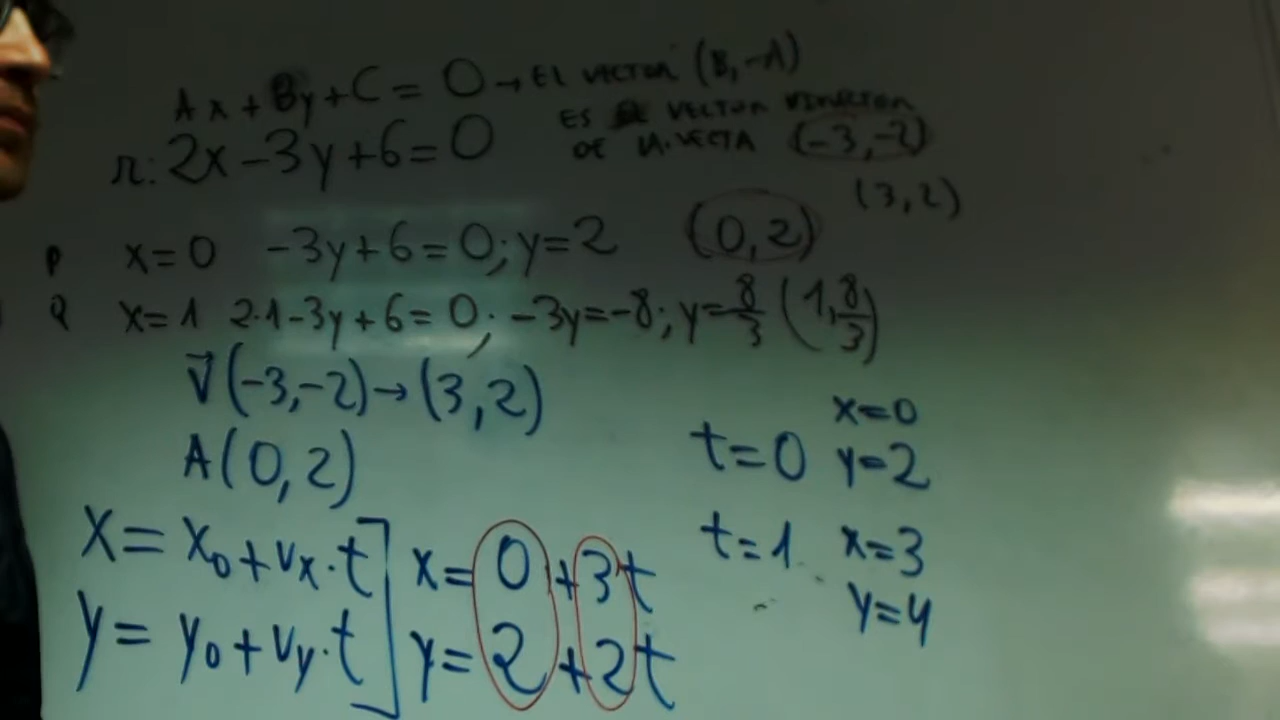 Ax + By + C = 0 → EL VECTOR (B, -A)
ES VECTOR DIRECTOR
r: 2x - 3y + 6 = 0 DE LA RECTA (-3, -2)
(3, 2)
P x = 0 -3y + 6 = 0; y = 2 (0, 2)
Q x = 1 2·1 - 3y + 6 = 0; -3y = -8; y = 8/3 (1, 8/3)
V⃗ (-3, -2) → (3, 2)
A (0, 2)
t = 0 x = 0
y = 2
x = x₀ + vₓ · t ] x = 0 + 3t
y = y₀ + v_y · t ] y = 2 + 2t
t = 1 x = 3
y = 4